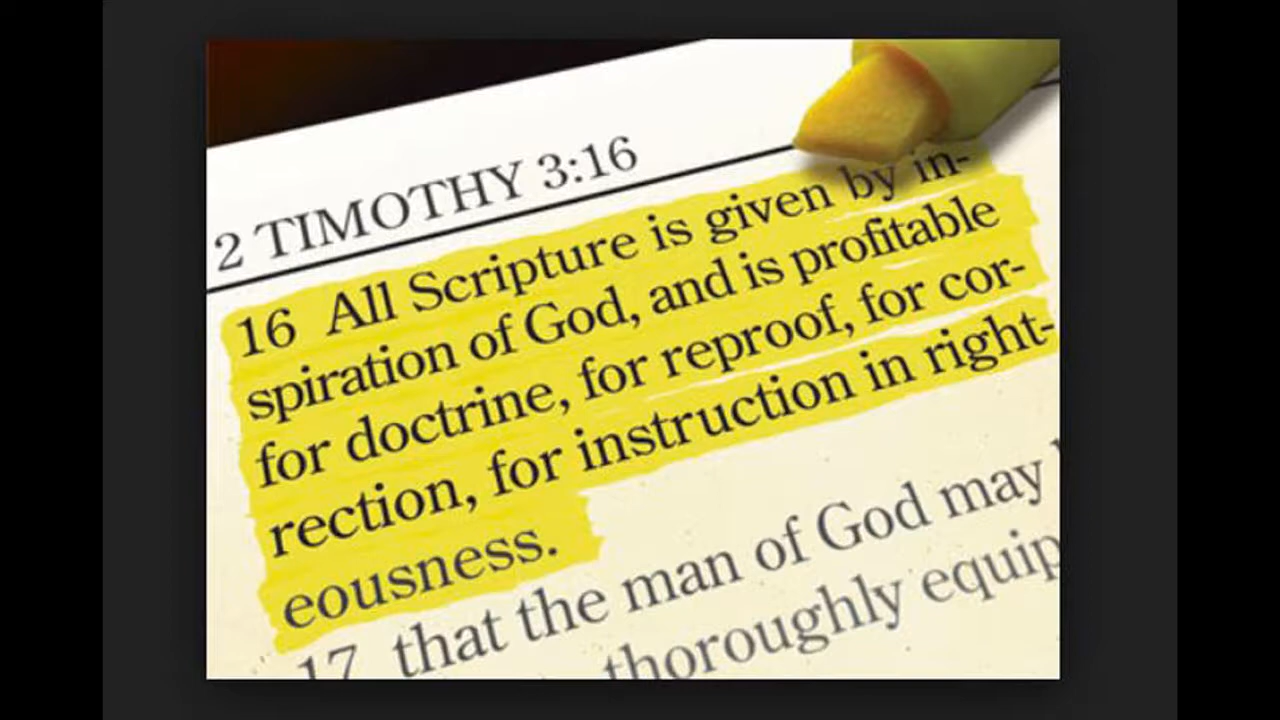 2 TIMOTHY 3:16
16 All Scripture is given by in-
spiration of God, and is profitable
for doctrine, for reproof, for cor-
rection, for instruction in right-
eousness.
17 that the man of God may
thoroughly equip